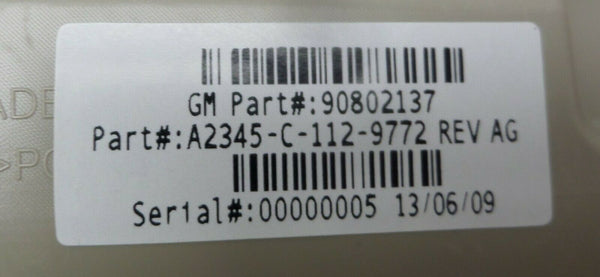 GM Part#:90802137
Part#:A2345-C-112-9772 REV AG
Serial#:00000005 13/06/09